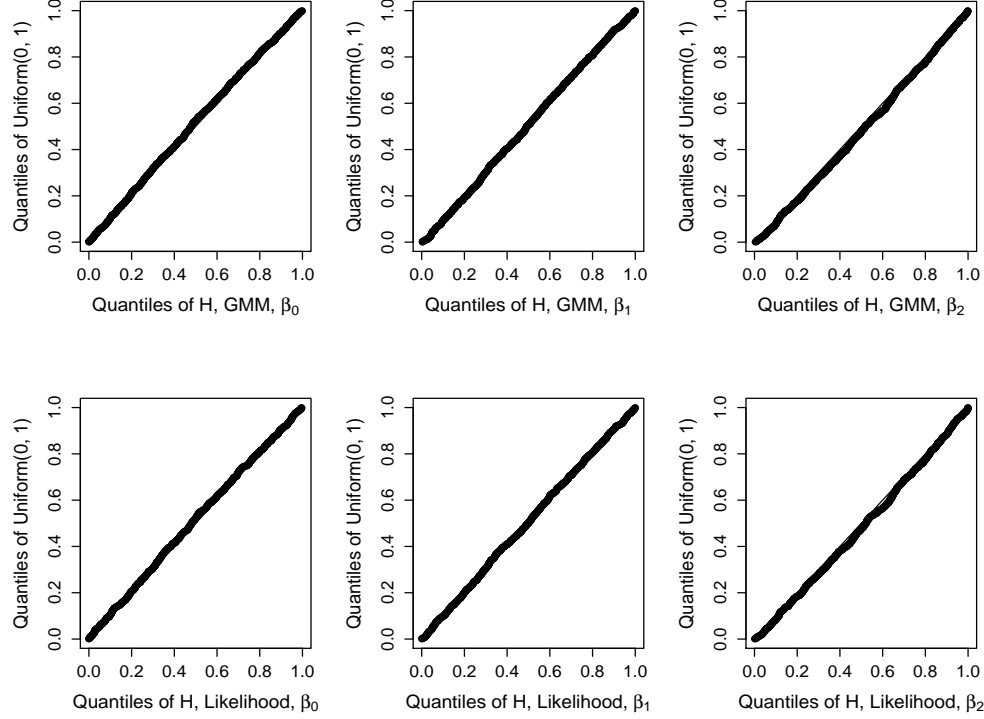 Quantiles of Uniform(0, 1)
0.0 0.2 0.4 0.6 0.8 1.0
0.0 0.2 0.4 0.6 0.8 1.0
Quantiles of H, GMM, β₀
Quantiles of Uniform(0, 1)
0.0 0.2 0.4 0.6 0.8 1.0
0.0 0.2 0.4 0.6 0.8 1.0
Quantiles of H, GMM, β₁
Quantiles of Uniform(0, 1)
0.0 0.2 0.4 0.6 0.8 1.0
0.0 0.2 0.4 0.6 0.8 1.0
Quantiles of H, GMM, β₂
Quantiles of Uniform(0, 1)
0.0 0.2 0.4 0.6 0.8 1.0
0.0 0.2 0.4 0.6 0.8 1.0
Quantiles of H, Likelihood, β₀
Quantiles of Uniform(0, 1)
0.0 0.2 0.4 0.6 0.8 1.0
0.0 0.2 0.4 0.6 0.8 1.0
Quantiles of H, Likelihood, β₁
Quantiles of Uniform(0, 1)
0.0 0.2 0.4 0.6 0.8 1.0
0.0 0.2 0.4 0.6 0.8 1.0
Quantiles of H, Likelihood, β₂